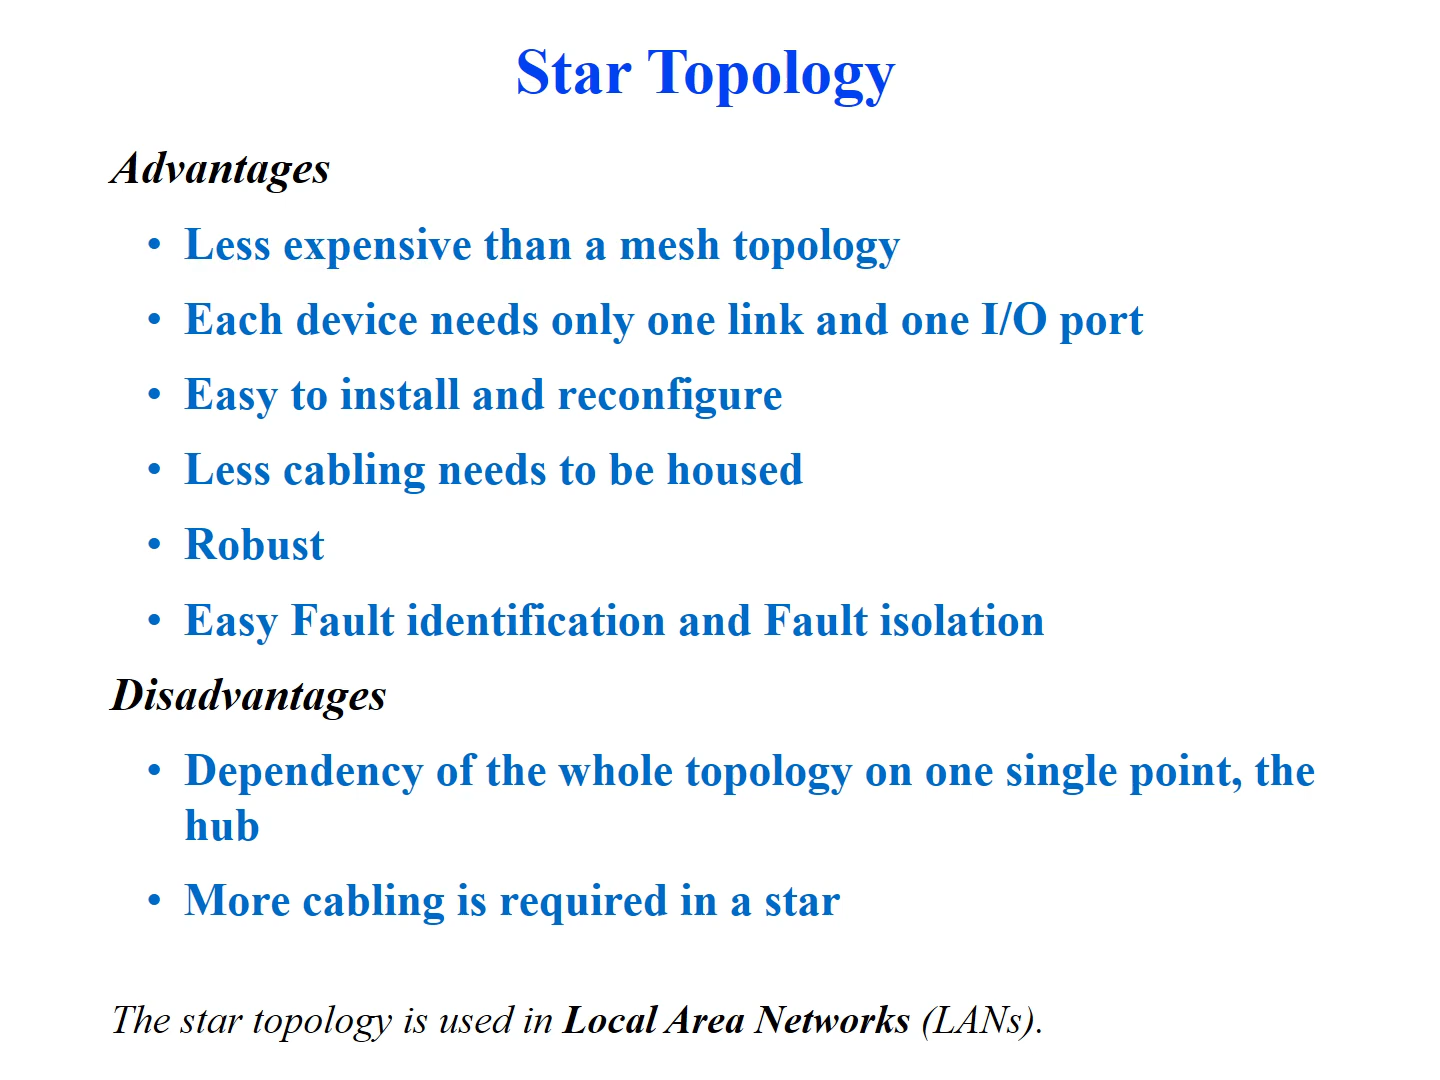 Star Topology
Advantages
• Less expensive than a mesh topology
• Each device needs only one link and one I/O port
• Easy to install and reconfigure
• Less cabling needs to be housed
• Robust
• Easy Fault identification and Fault isolation
Disadvantages
• Dependency of the whole topology on one single point, the
hub
• More cabling is required in a star
The star topology is used in Local Area Networks (LANs).